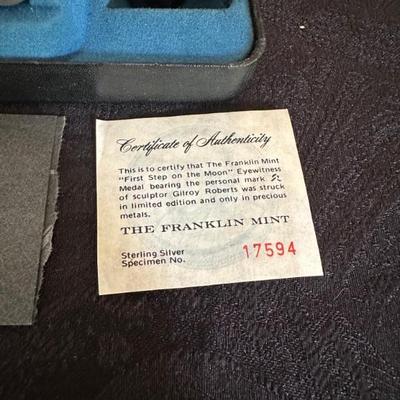 Certificate of Authenticity
This is to certify that The Franklin Mint
"First Step on the Moon" Eyewitness
Medal bearing the personal mark
of sculptor Gilroy Roberts was struck
in limited edition and only in precious
metals.
THE FRANKLIN MINT
Sterling Silver
Specimen No. 17594